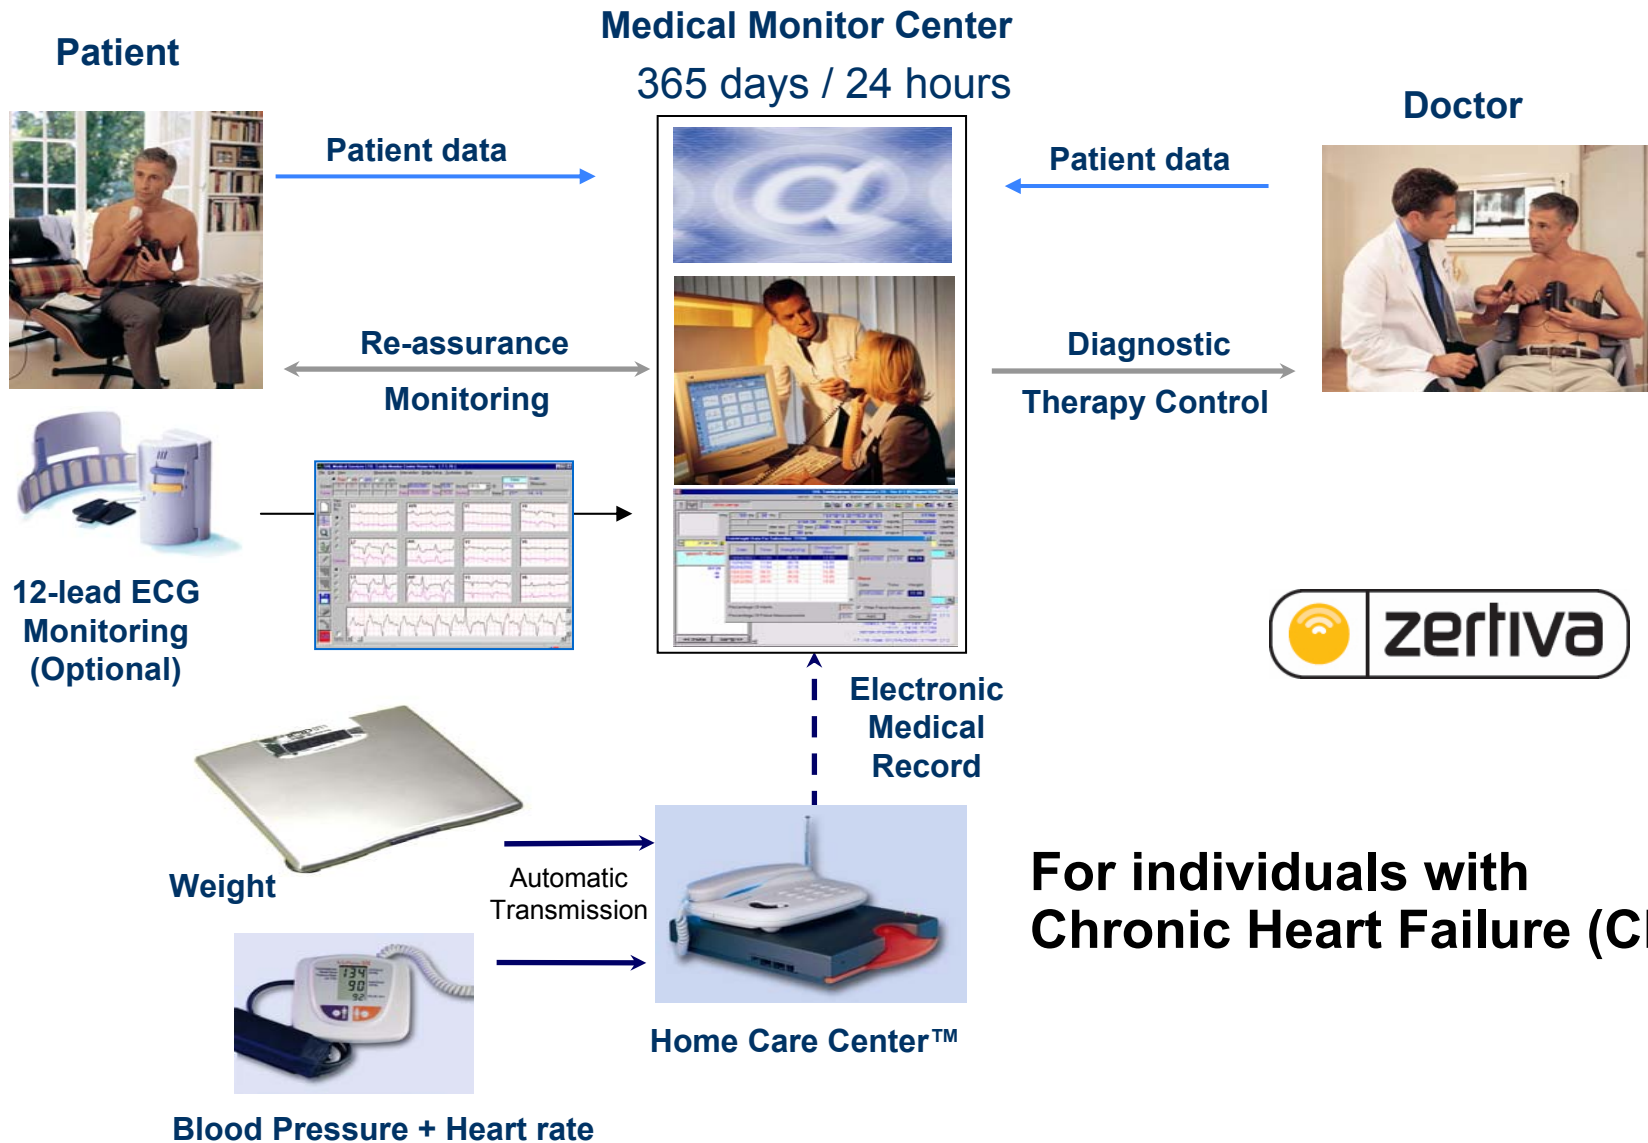 Medical Monitor Center
365 days / 24 hours
Patient
Doctor
Patient data
Patient data
Re-assurance
Monitoring
Diagnostic
Therapy Control
12-lead ECG
Monitoring
(Optional)
zertiva
Electronic
Medical
Record
Weight
Automatic
Transmission
134
90
92
Home Care Center™
Blood Pressure + Heart rate
For individuals with
Chronic Heart Failure (C